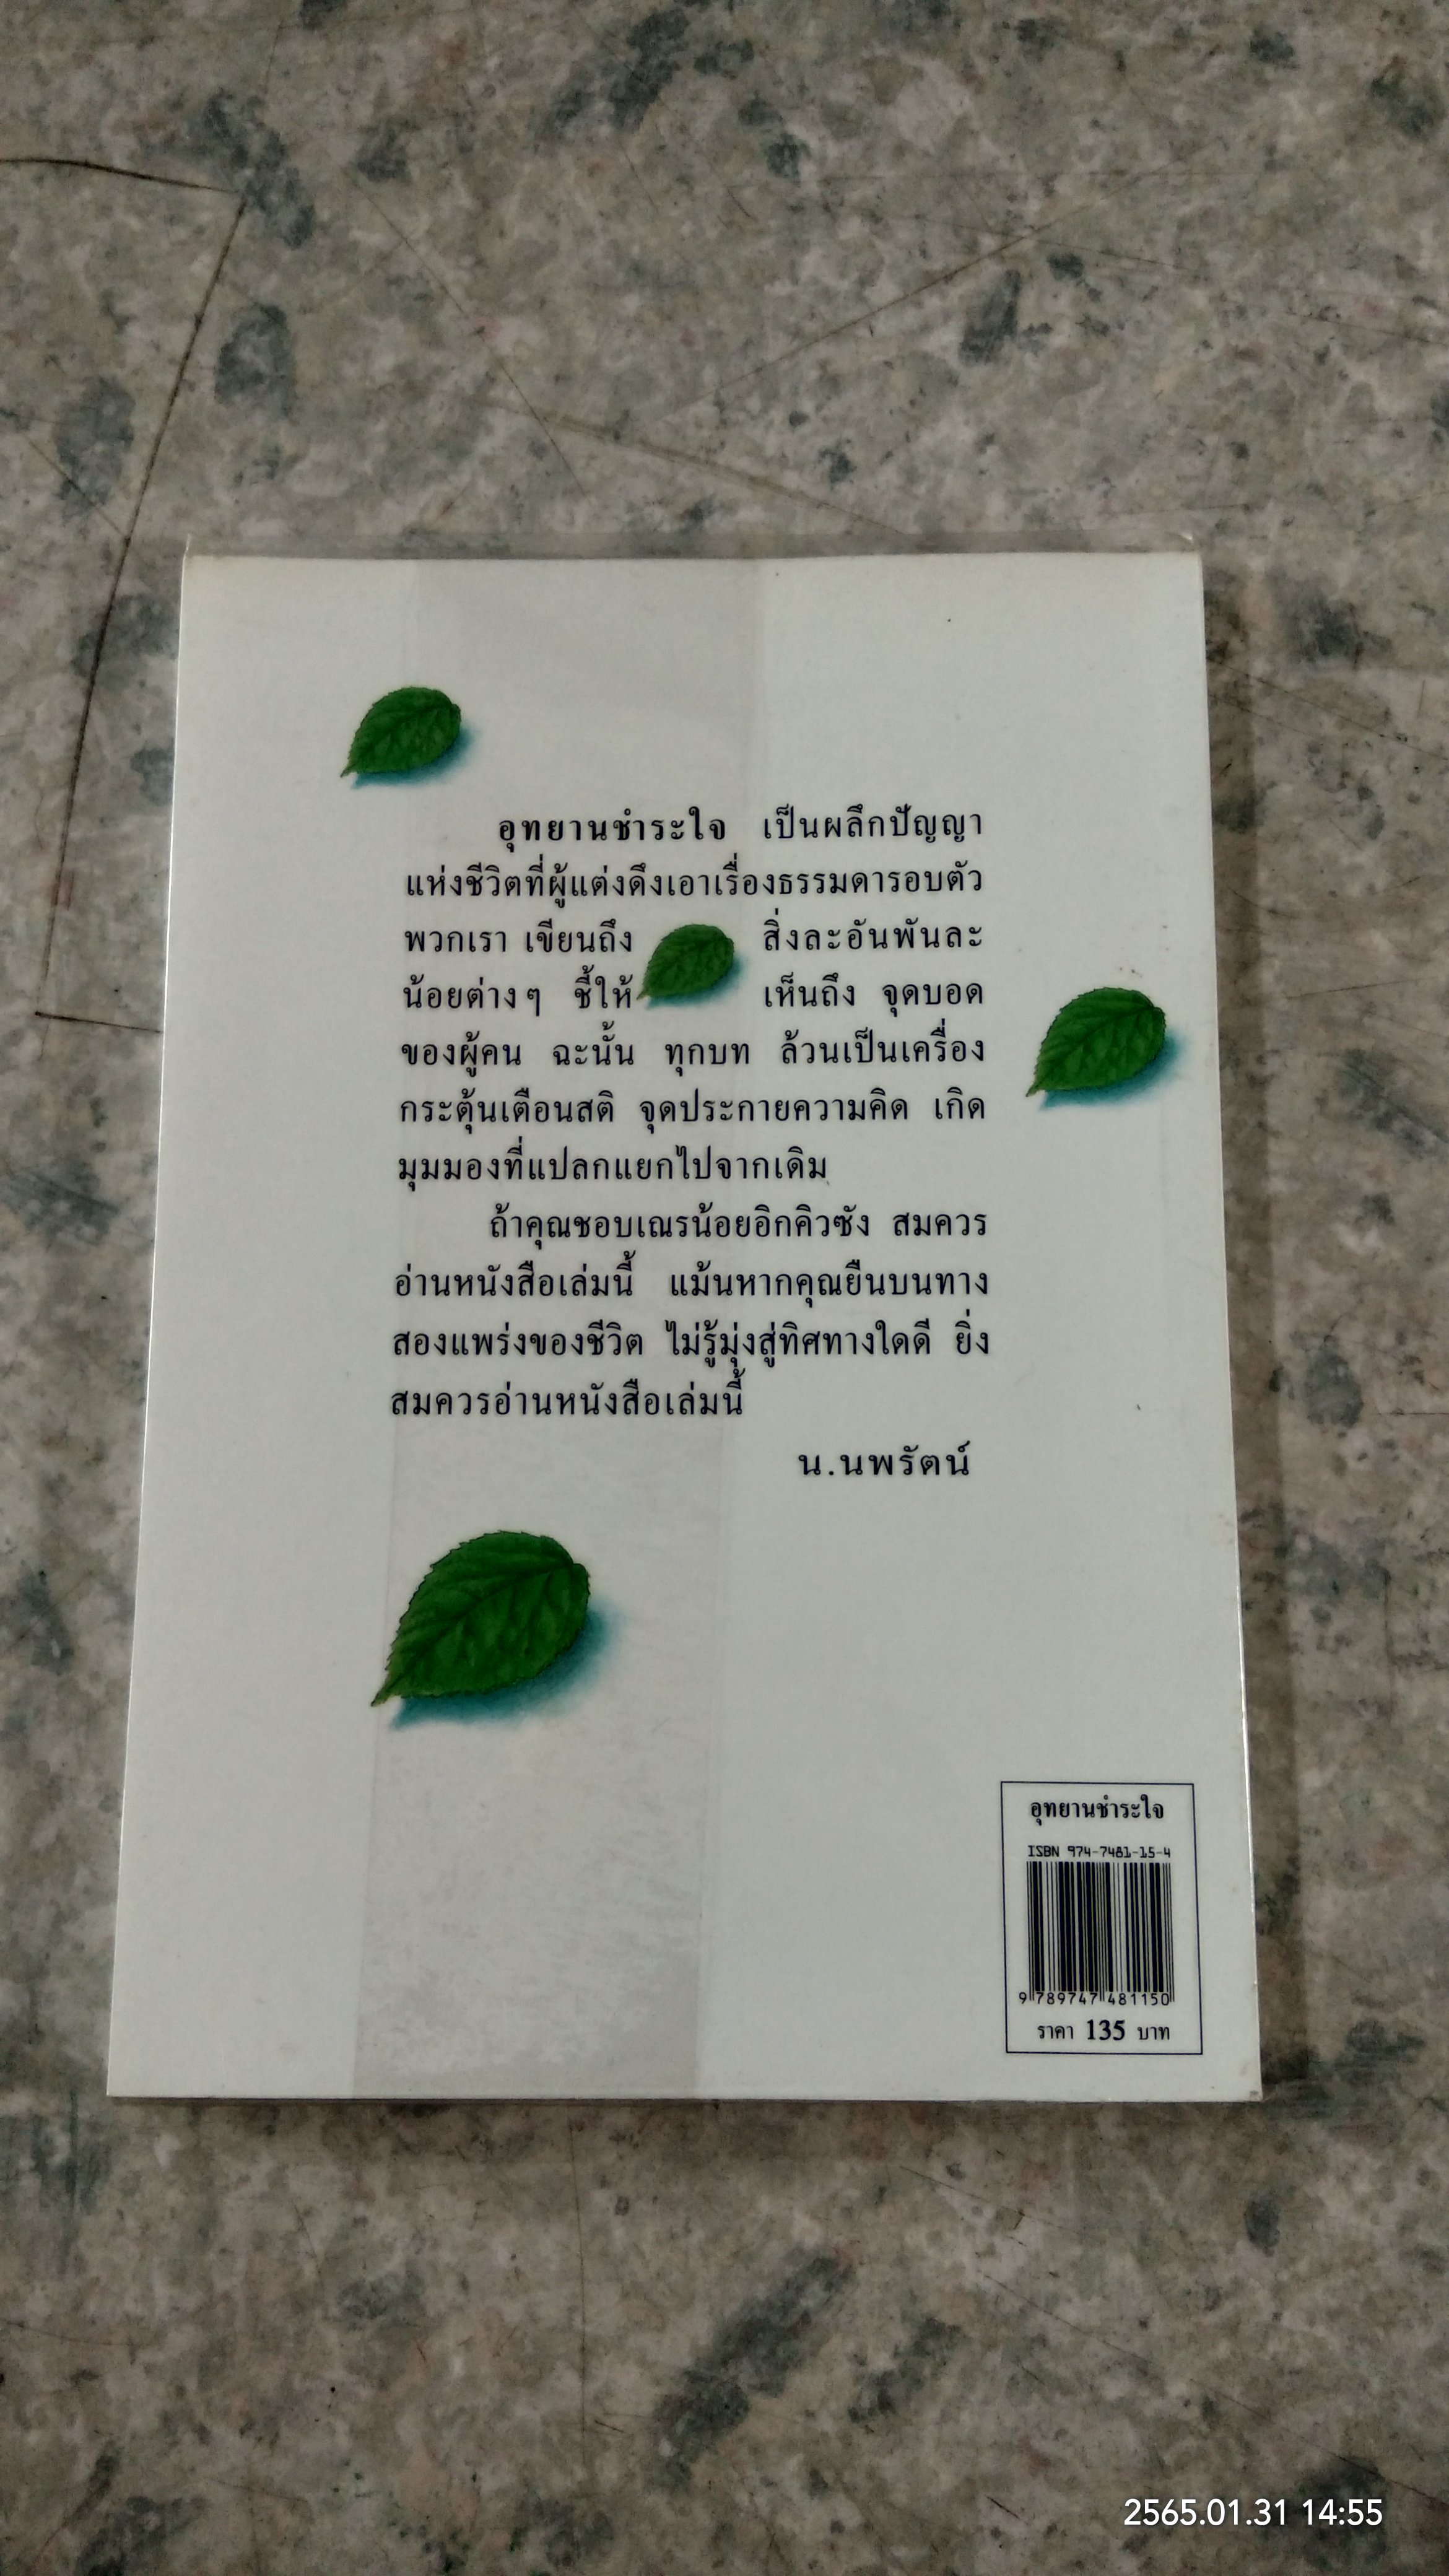 อุทยานชำระใจ เป็นผลึกปัญญา
แห่งชีวิตที่ผู้แต่งดึงเอาเรื่องธรรมดารอบตัว
พวกเรา เขียนถึง สิ่งละอันพันละ
น้อยต่างๆ ชี้ให้ เห็นถึง จุดบอด
ของผู้คน ฉะนั้น ทุกบท ล้วนเป็นเครื่อง
กระตุ้นเตือนสติ จุดประกายความคิด เกิด
มุมมองที่แปลกแยกไปจากเดิม
ถ้าคุณชอบเณรน้อยอิกคิวซัง สมควร
อ่านหนังสือเล่มนี้ แม้นหากคุณยืนบนทาง
สองแพร่งของชีวิต ไม่รู้มุ่งสู่ทิศทางใดดี ยิ่ง
สมควรอ่านหนังสือเล่มนี้
น.นพรัตน์
อุทยานชำระใจ
ISBN 974-7481-15-4
9 789747 481150
ราคา 135 บาท
2565.01.31 14:55